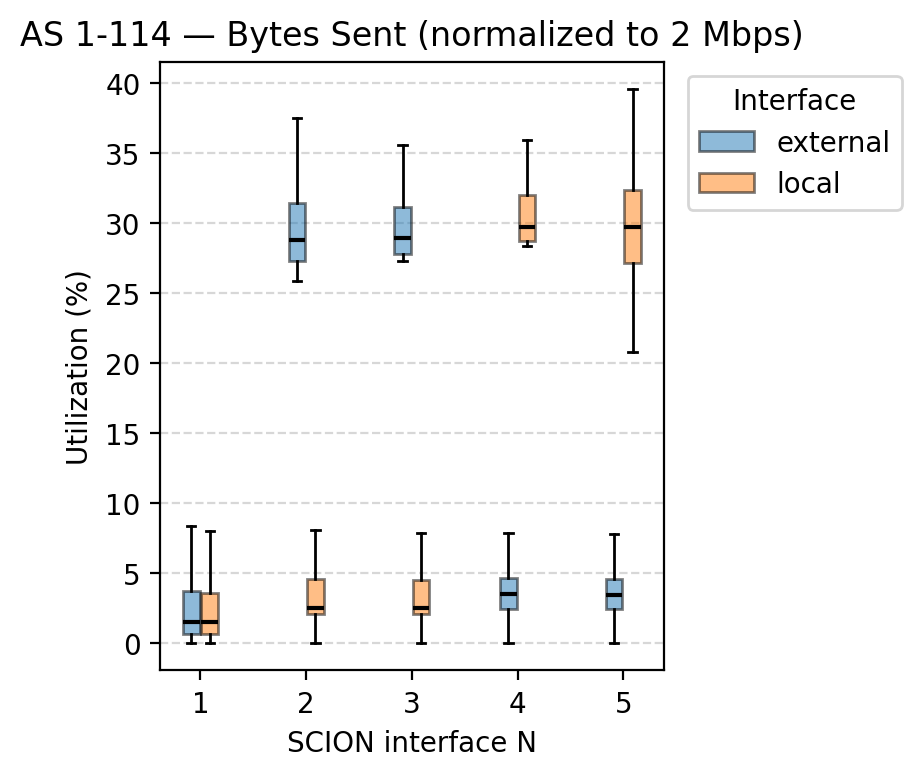 AS 1-114 — Bytes Sent (normalized to 2 Mbps)
Interface
external
local
Utilization (%)
40
35
30
25
20
15
10
5
0
1 2 3 4 5
SCION interface N